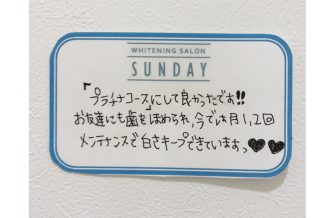 WHITENING SALON
SUNDAY
「プラチナコース」にして良かったです!!
お友達にも歯をほめられ、今では月1,2回
メンテナンスで白さキープできています♥♥